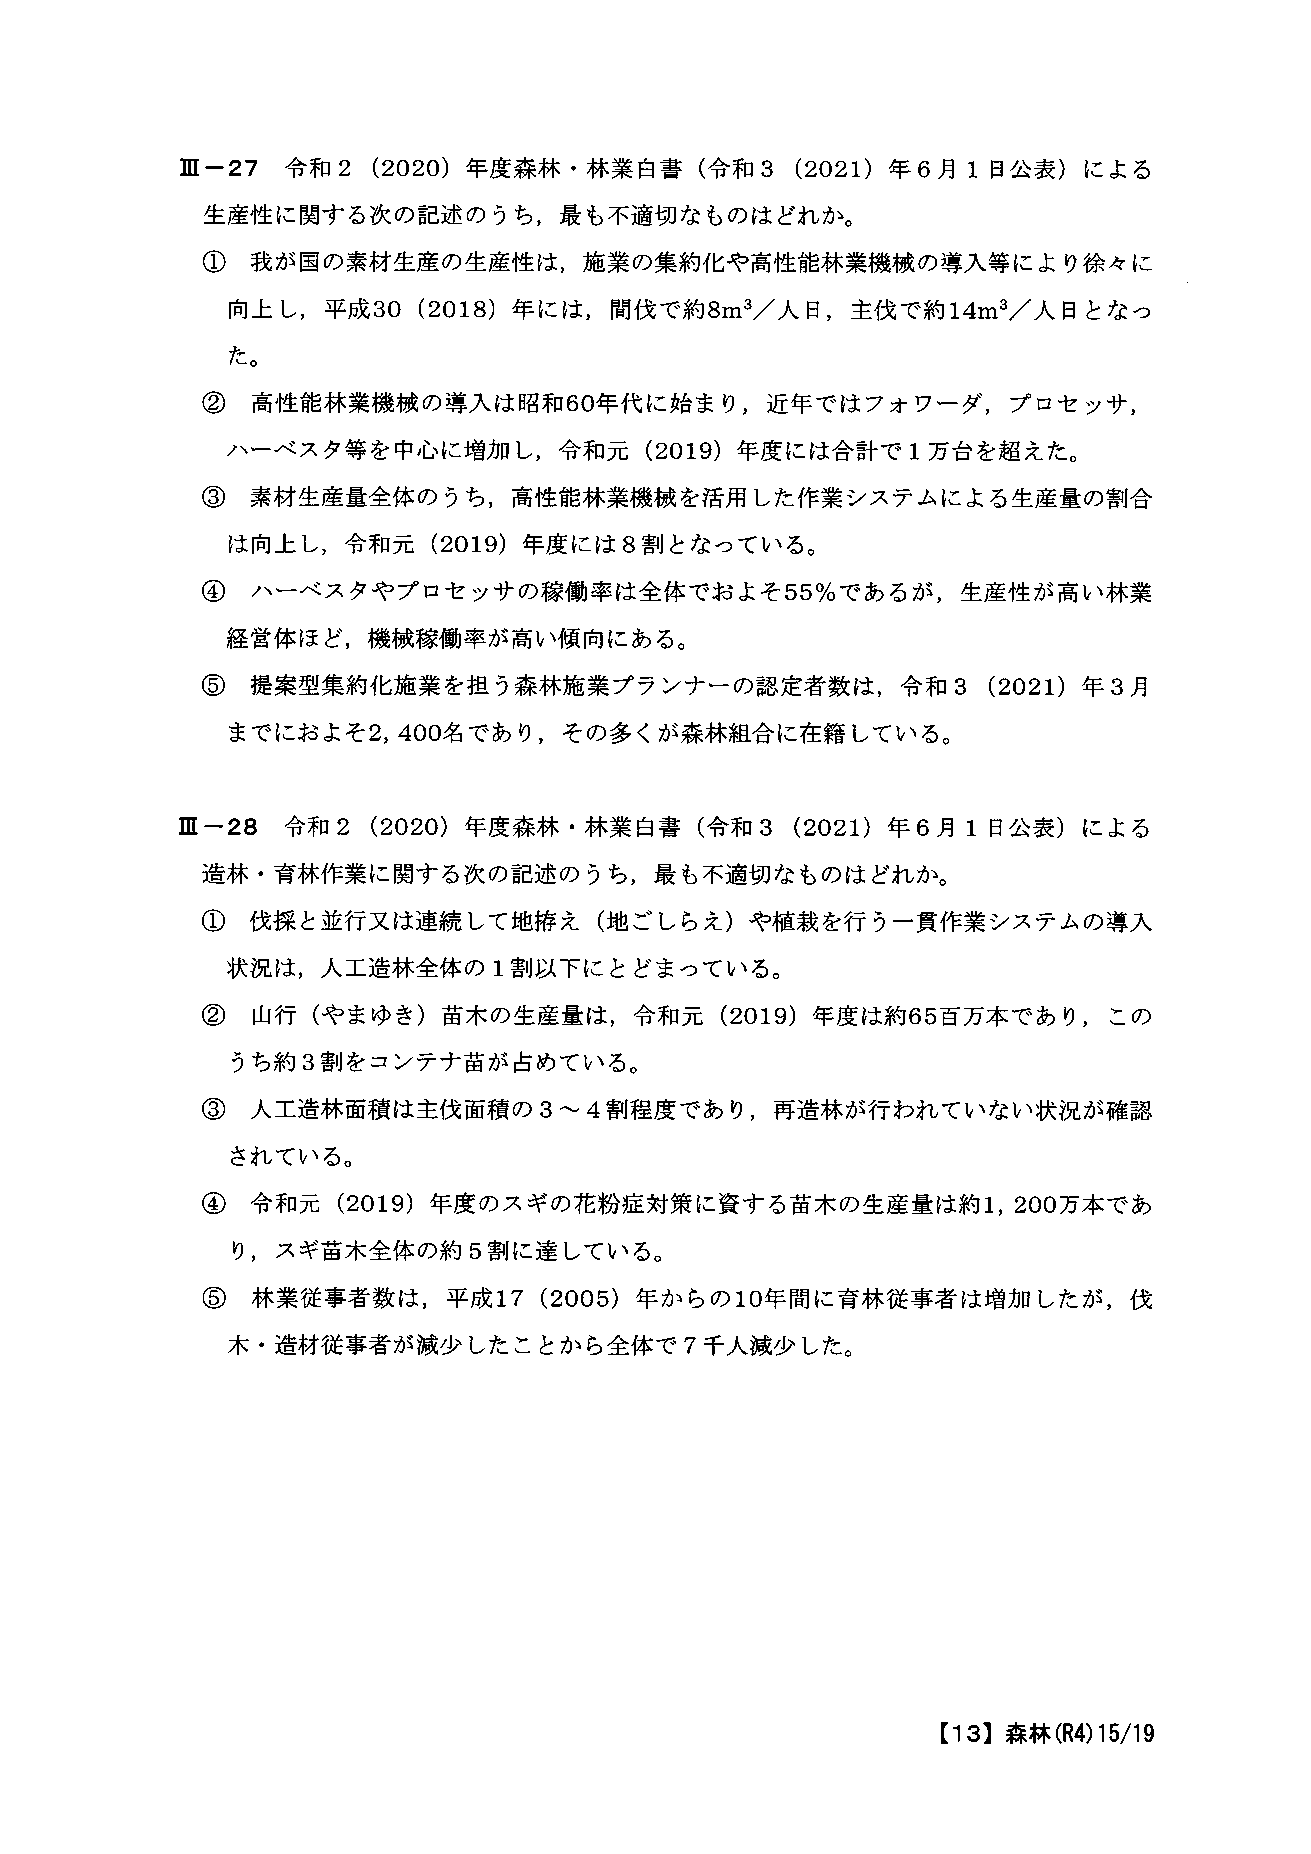 Ⅲ－27　令和２（2020）年度森林・林業白書（令和３（2021）年６月１日公表）による
生産性に関する次の記述のうち，最も不適切なものはどれか。
①　我が国の素材生産の生産性は，施業の集約化や高性能林業機械の導入等により徐々に
向上し，平成30（2018）年には，間伐で約8m³／人日，主伐で約14m³／人日となっ
た。
②　高性能林業機械の導入は昭和60年代に始まり，近年ではフォワーダ，プロセッサ，
ハーベスタ等を中心に増加し，令和元（2019）年度には合計で１万台を超えた。
③　素材生産量全体のうち，高性能林業機械を活用した作業システムによる生産量の割合
は向上し，令和元（2019）年度には８割となっている。
④　ハーベスタやプロセッサの稼働率は全体でおよそ55％であるが，生産性が高い林業
経営体ほど，機械稼働率が高い傾向にある。
⑤　提案型集約化施業を担う森林施業プランナーの認定者数は，令和３（2021）年３月
までにおよそ2,400名であり，その多くが森林組合に在籍している。
Ⅲ－28　令和２（2020）年度森林・林業白書（令和３（2021）年６月１日公表）による
造林・育林作業に関する次の記述のうち，最も不適切なものはどれか。
①　伐採と並行又は連続して地拵え（地ごしらえ）や植栽を行う一貫作業システムの導入
状況は，人工造林全体の１割以下にとどまっている。
②　山行（やまゆき）苗木の生産量は，令和元（2019）年度は約65百万本であり，この
うち約３割をコンテナ苗が占めている。
③　人工造林面積は主伐面積の３～４割程度であり，再造林が行われていない状況が確認
されている。
④　令和元（2019）年度のスギの花粉症対策に資する苗木の生産量は約1,200万本であ
り，スギ苗木全体の約５割に達している。
⑤　林業従事者数は，平成17（2005）年からの10年間に育林従事者は増加したが，伐
木・造材従事者が減少したことから全体で７千人減少した。
【13】森林(R4)15/19